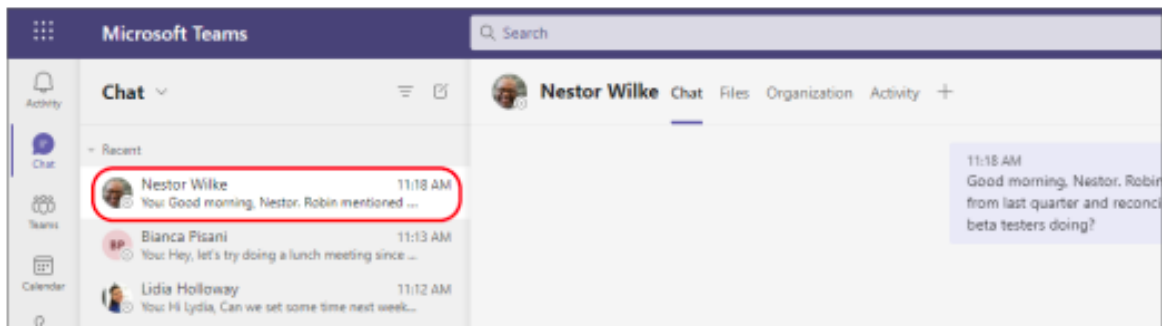 Microsoft Teams
Search
Activity
Chat
Teams
Calendar
Chat
Recent
Nestor Wilke 11:18 AM
You: Good morning, Nestor. Robin mentioned ...
BP
Bianca Pisani 11:13 AM
You: Hey, let's try doing a lunch meeting since ...
Lidia Holloway 11:12 AM
You: Hi Lydia, Can we set some time next week...
Nestor Wilke Chat Files Organization Activity
11:18 AM
Good morning, Nestor. Robin
from last quarter and reconci
beta testers doing?